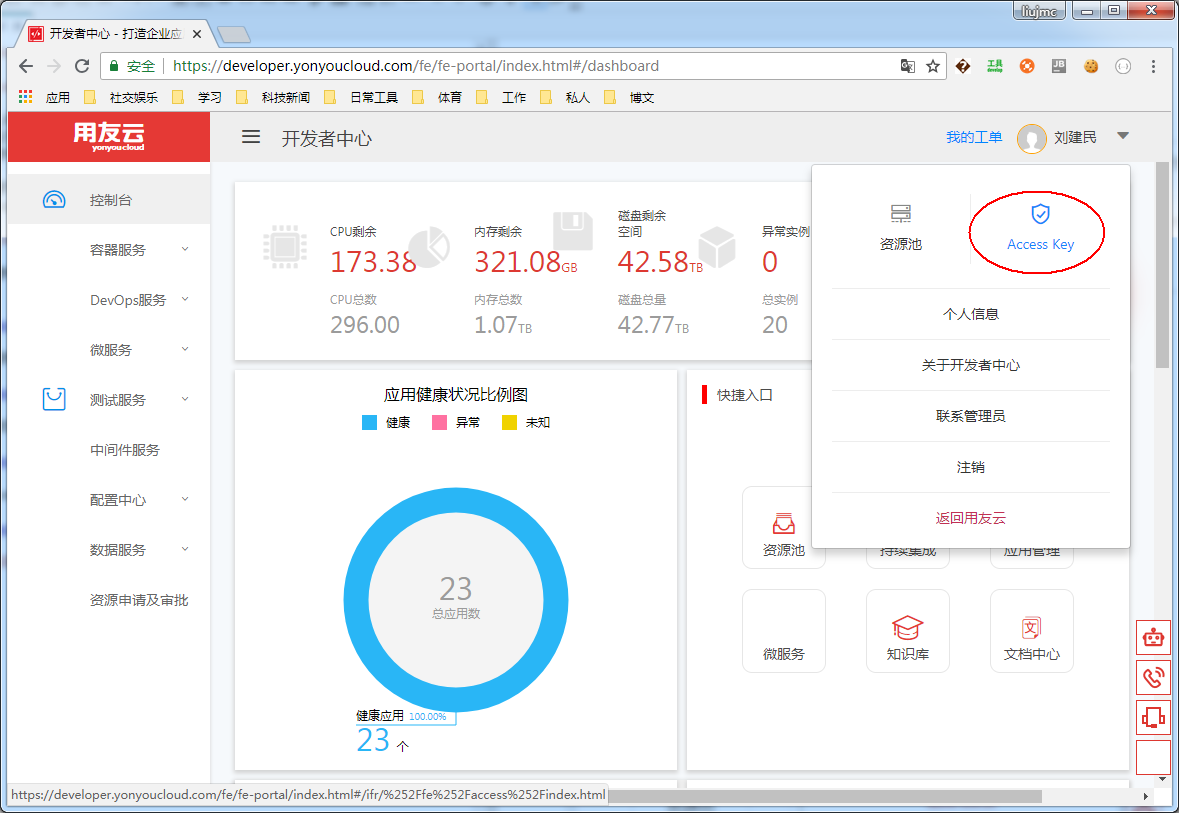 liujmc
开发者中心 - 打造企业应
安全
https://developer.yonyoucloud.com/fe/fe-portal/index.html#/dashboard
应用
社交娱乐
学习
科技新闻
日常工具
体育
工作
私人
博文
用友云
yonyoucloud
开发者中心
我的工单
刘建民
控制台
容器服务
DevOps服务
微服务
测试服务
中间件服务
配置中心
数据服务
资源申请及审批
CPU剩余
173.38
CPU总数
296.00
内存剩余
321.08GB
内存总数
1.07TB
磁盘剩余
空间
42.58TB
磁盘总量
42.77TB
异常实例
0
总实例
20
资源池
Access Key
个人信息
关于开发者中心
联系管理员
注销
返回用友云
应用健康状况比例图
健康
异常
未知
23
总应用数
健康应用 100.00%
23 个
快捷入口
资源池
持续集成
应用管理
微服务
知识库
文档中心
https://developer.yonyoucloud.com/fe/fe-portal/index.html#/ifr/%252Ffe%252Faccess%252Findex.html